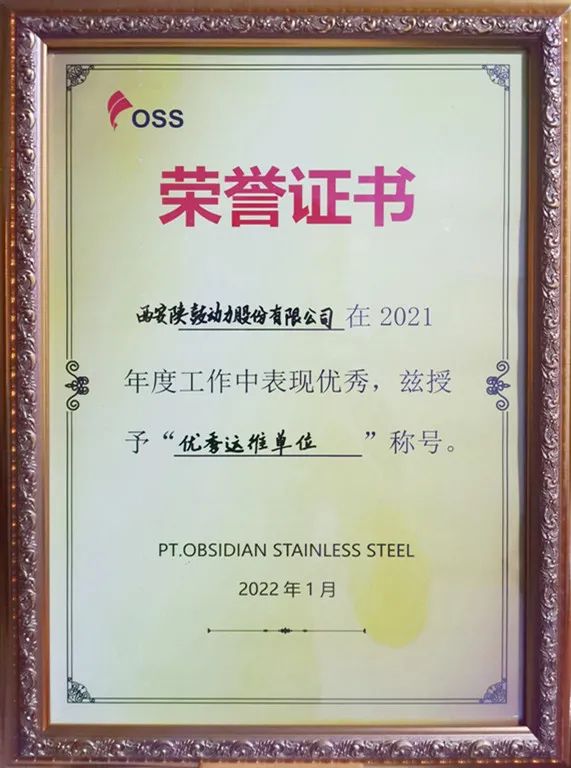 OSS
荣誉证书
西安陕鼓动力股份有限公司在 2021
年度工作中表现优秀，兹授
予“优秀运维单位”称号。
PT.OBSIDIAN STAINLESS STEEL
2022 年 1 月